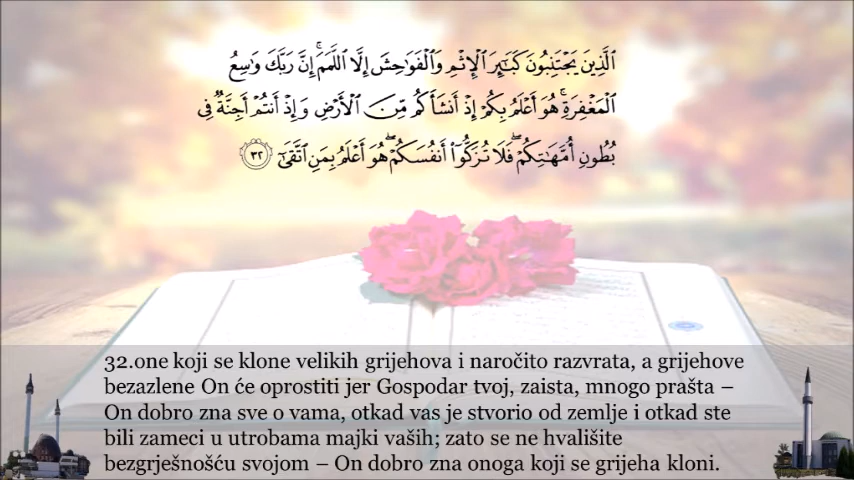 ٱلَّذِينَ يَجْتَنِبُونَ كَبَٰٓئِرَ ٱلْإِثْمِ وَٱلْفَوَٰحِشَ إِلَّا ٱللَّمَمَ ۚ إِنَّ رَبَّكَ وَٰسِعُ
ٱلْمَغْفِرَةِ ۚ هُوَ أَعْلَمُ بِكُمْ إِذْ أَنشَأَكُم مِّنَ ٱلْأَرْضِ وَإِذْ أَنتُمْ أَجِنَّةٌ فِى
بُطُونِ أُمَّهَٰتِكُمْ ۖ فَلَا تُزَكُّوٓا۟ أَنفُسَكُمْ ۖ هُوَ أَعْلَمُ بِمَنِ ٱتَّقَىٰٓ ٣٢
32.one koji se klone velikih grijehova i naročito razvrata, a grijehove
bezazlene On će oprostiti jer Gospodar tvoj, zaista, mnogo prašta –
On dobro zna sve o vama, otkad vas je stvorio od zemlje i otkad ste
bili zameci u utrobama majki vaših; zato se ne hvališite
bezgrješnošću svojom – On dobro zna onoga koji se grijeha kloni.